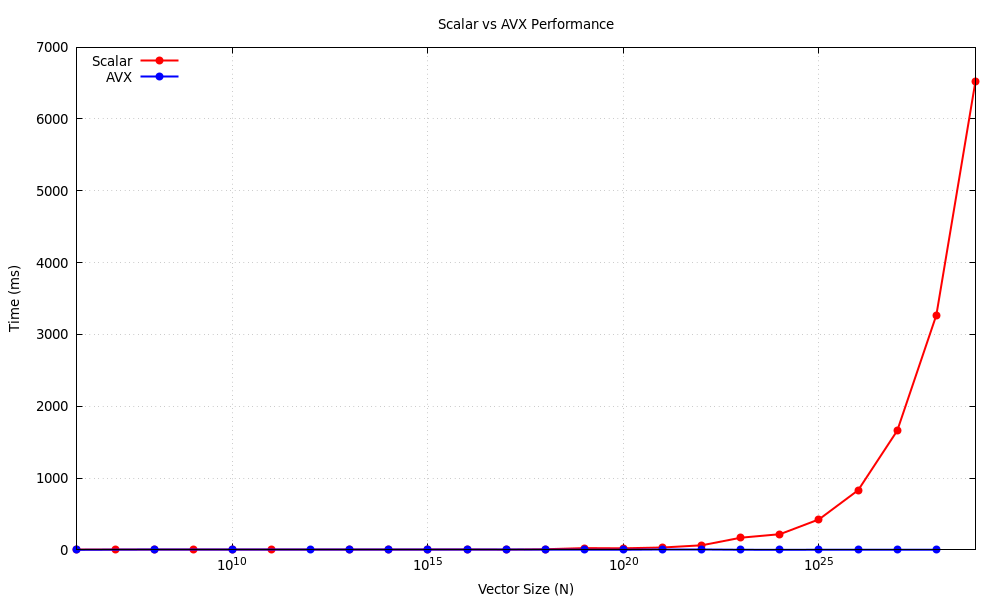 Scalar vs AVX Performance
7000
6000
5000
4000
3000
2000
1000
0
Scalar
AVX
Time (ms)
10^10
10^15
10^20
10^25
Vector Size (N)